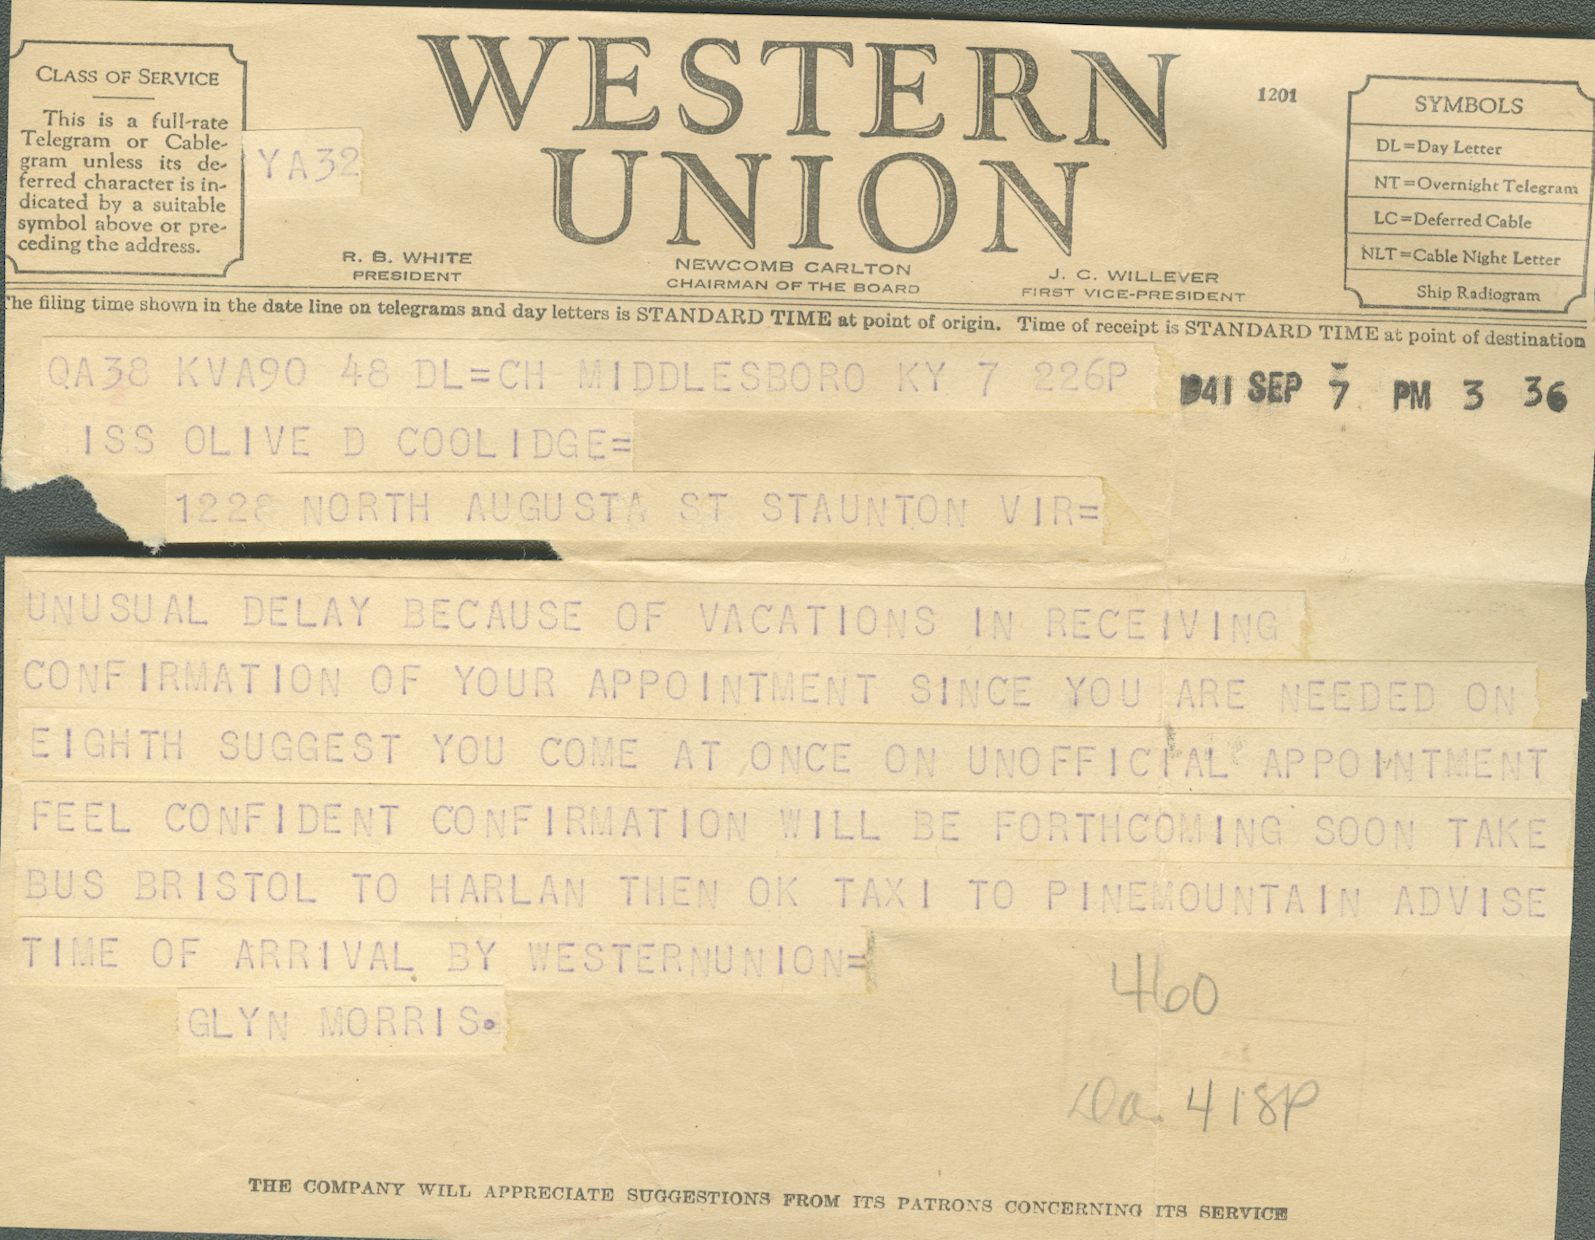 CLASS OF SERVICE
This is a full-rate
Telegram or Cable-
gram unless its de-
ferred character is in-
dicated by a suitable
symbol above or pre-
ceding the address.
YA32
WESTERN
UNION
1201
SYMBOLS
DL=Day Letter
NT=Overnight Telegram
LC=Deferred Cable
NLT=Cable Night Letter
Ship Radiogram
R. B. WHITE
PRESIDENT
NEWCOMB CARLTON
CHAIRMAN OF THE BOARD
J. C. WILLEVER
FIRST VICE-PRESIDENT
The filing time shown in the date line on telegrams and day letters is STANDARD TIME at point of origin. Time of receipt is STANDARD TIME at point of destination
QA38 KVA90 48 DL=CH MIDDLESBORO KY 7 226P
1941 SEP 7 PM 3 36
ISS OLIVE D COOLIDGE=
1228 NORTH AUGUSTA ST STAUNTON VIR=
UNUSUAL DELAY BECAUSE OF VACATIONS IN RECEIVING
CONFIRMATION OF YOUR APPOINTMENT SINCE YOU ARE NEEDED ON
EIGHTH SUGGEST YOU COME AT ONCE ON UNOFFICIAL APPOINTMENT
FEEL CONFIDENT CONFIRMATION WILL BE FORTHCOMING SOON TAKE
BUS BRISTOL TO HARLAN THEN OK TAXI TO PINEMOUNTAIN ADVISE
TIME OF ARRIVAL BY WESTERNUNION=
GLYN MORRIS.
460
418P
THE COMPANY WILL APPRECIATE SUGGESTIONS FROM ITS PATRONS CONCERNING ITS SERVICE